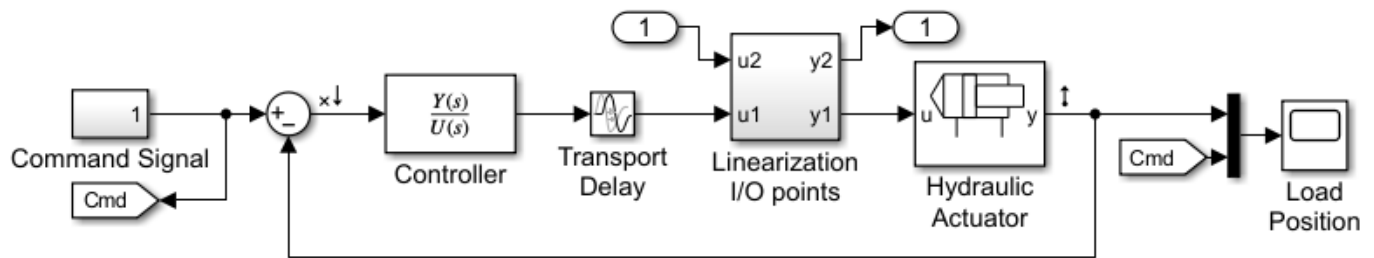 1
1
1
Command Signal
Cmd
+
−
Y(s)
U(s)
Controller
Transport
Delay
u2
y2
u1
y1
Linearization
I/O points
u
y
Hydraulic
Actuator
Cmd
Load
Position